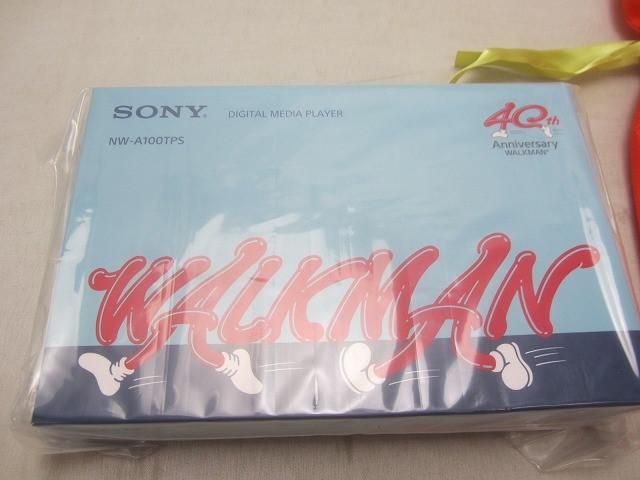 SONY® DIGITAL MEDIA PLAYER
NW-A100TPS
40th
Anniversary
WALKMAN®
WALKMAN